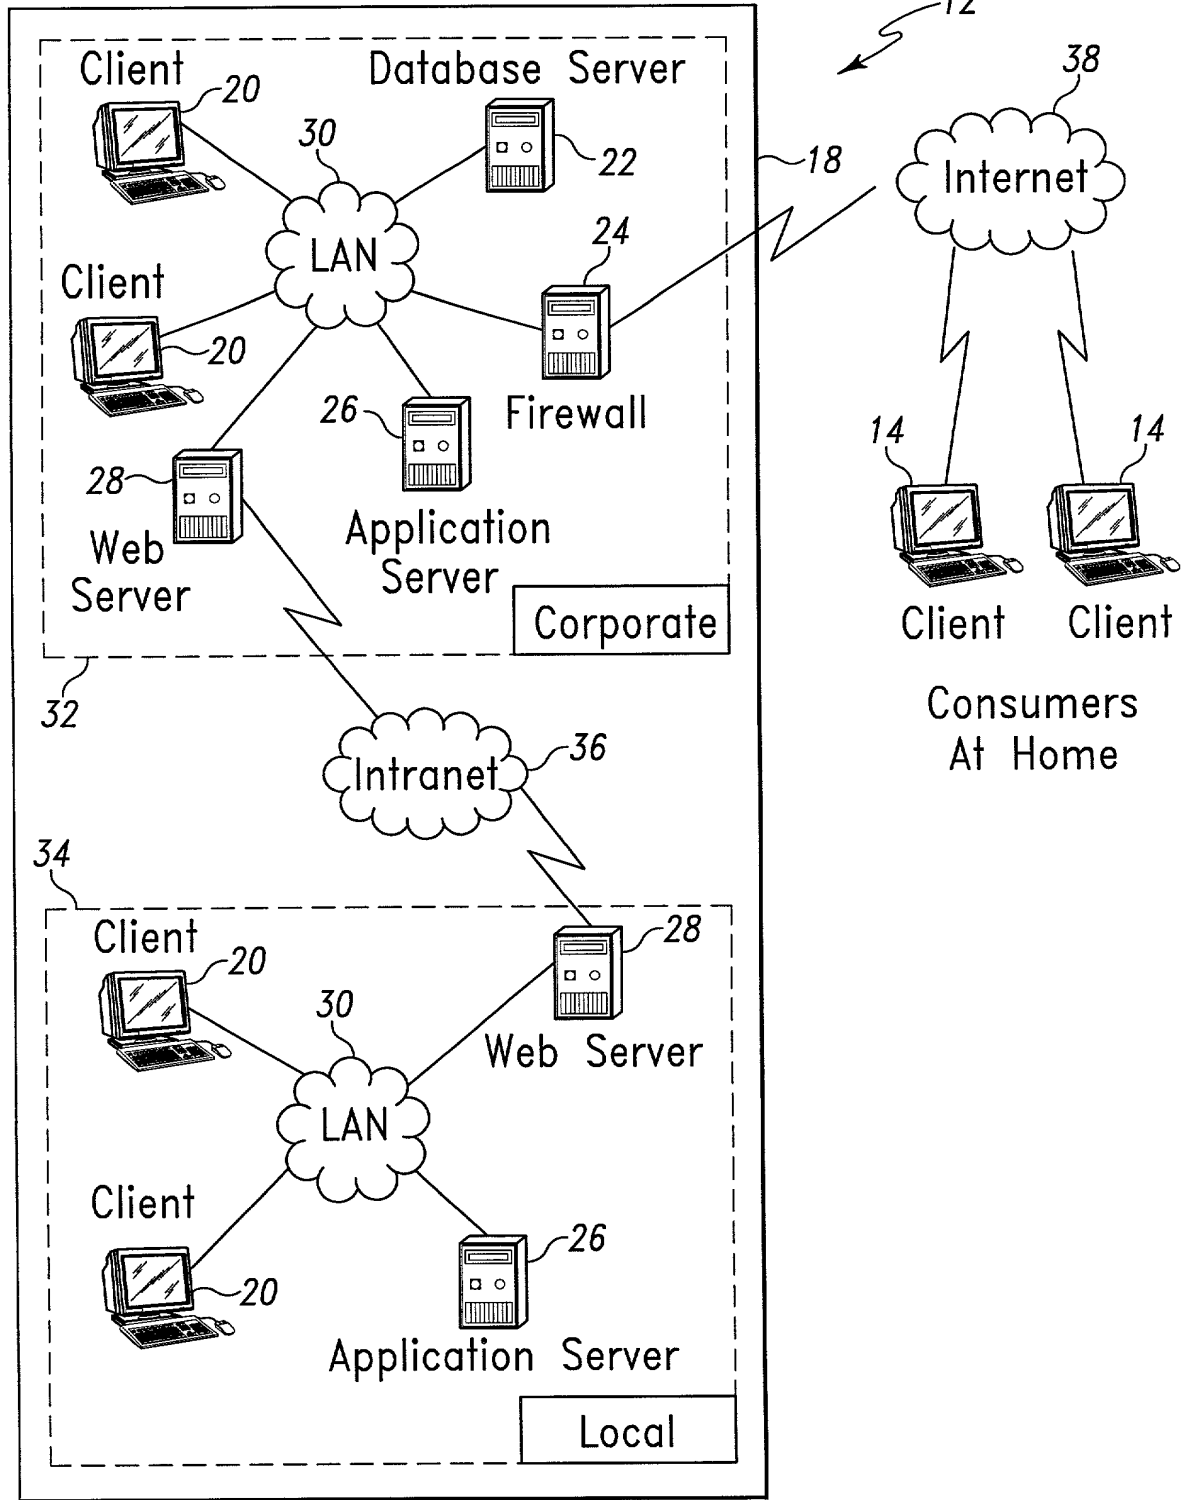 12
Client
Database Server
38
20
30
22
18
Internet
LAN
24
Client
20
26
Firewall
14
14
28
Web
Server
Application
Server
Corporate
Client
Client
32
Consumers
At Home
Intranet
36
34
Client
20
28
30
Web Server
LAN
Client
20
26
Application Server
Local